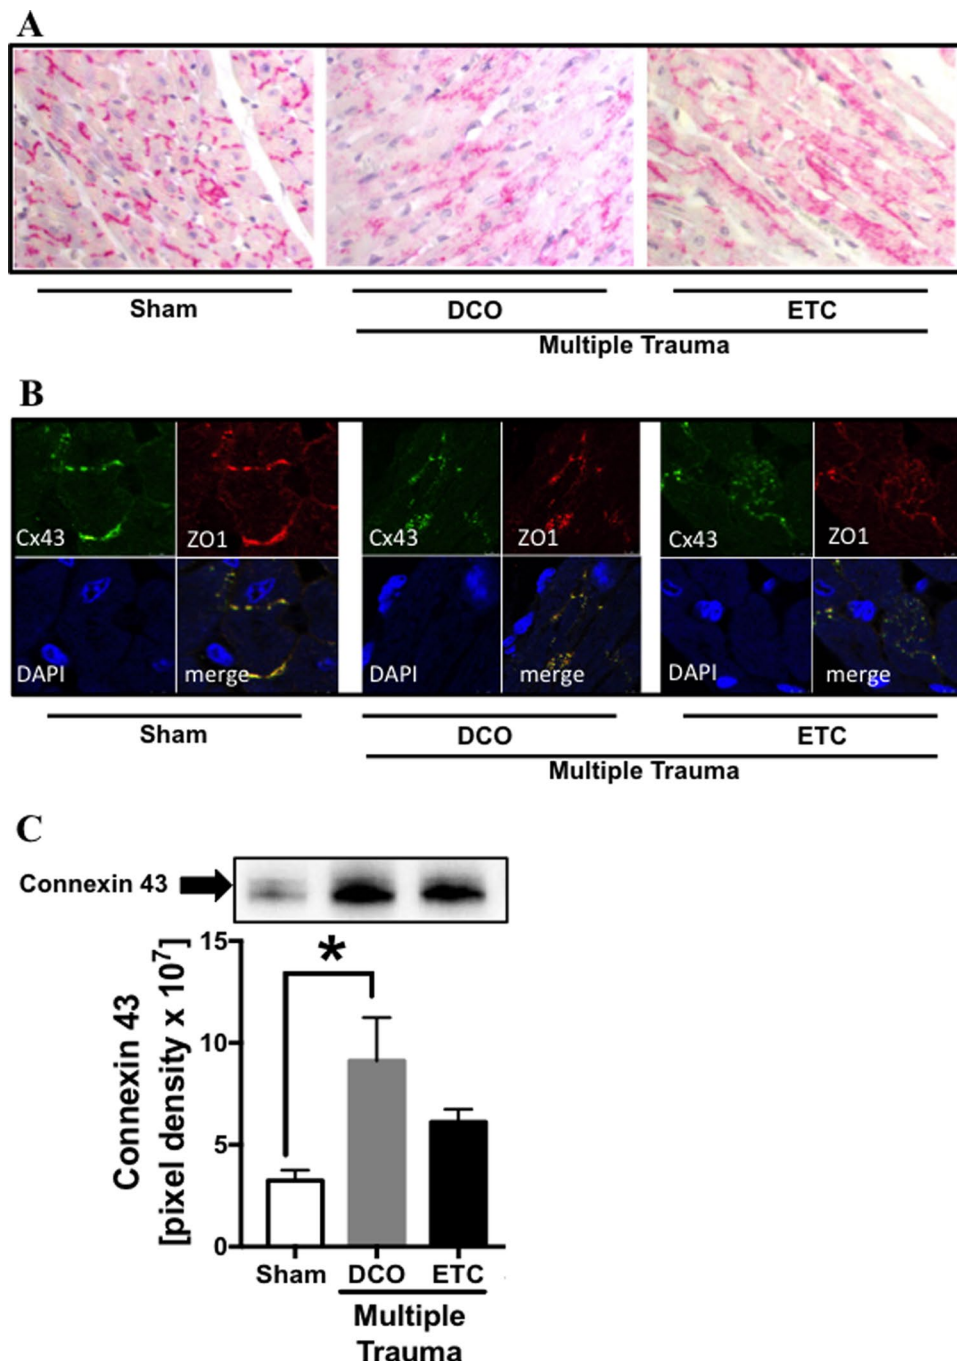 A
Sham
DCO
ETC
Multiple Trauma
B
Cx43
ZO1
Cx43
ZO1
Cx43
ZO1
DAPI
merge
DAPI
merge
DAPI
merge
Sham
DCO
ETC
Multiple Trauma
C
Connexin 43
*
Connexin 43
[pixel density x 10⁷]
15
10
5
0
Sham
DCO
ETC
Multiple
Trauma